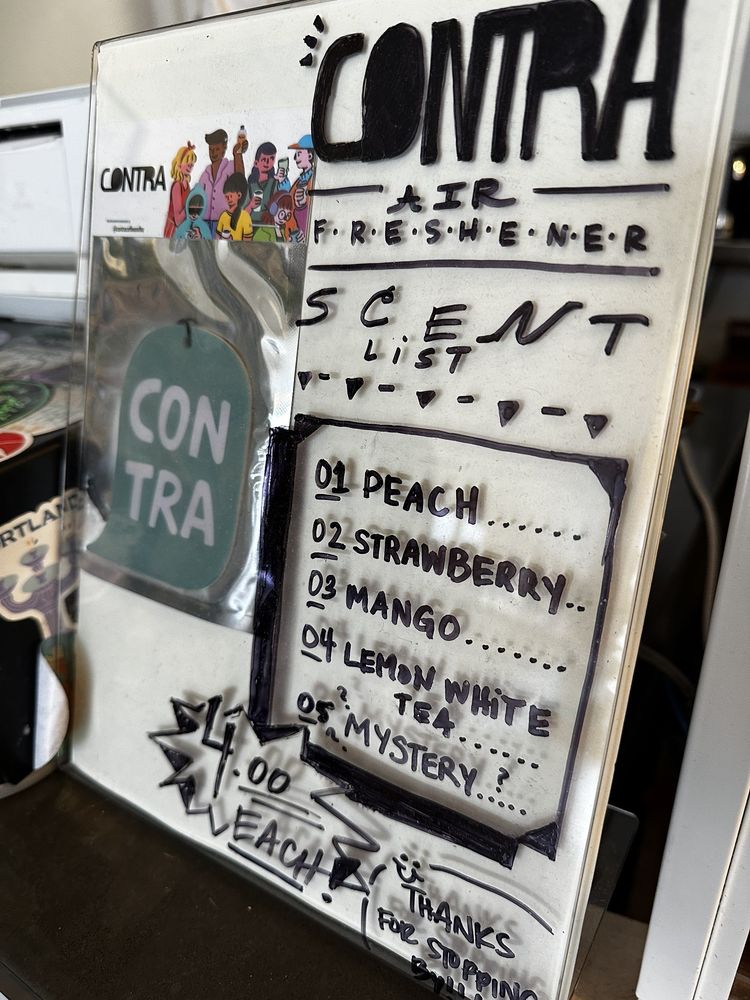 CONTRA
AIR
F·R·E·S·H·E·N·E·R
SCENT
LiST
01 PEACH.......
02 STRAWBERRY..
03 MANGO........
04 LEMON WHiTE
TEA......
05 MYSTERY..?....
4.00
EACH!
THANKS
FOR STOPPING
CONTRA
CON
TRA